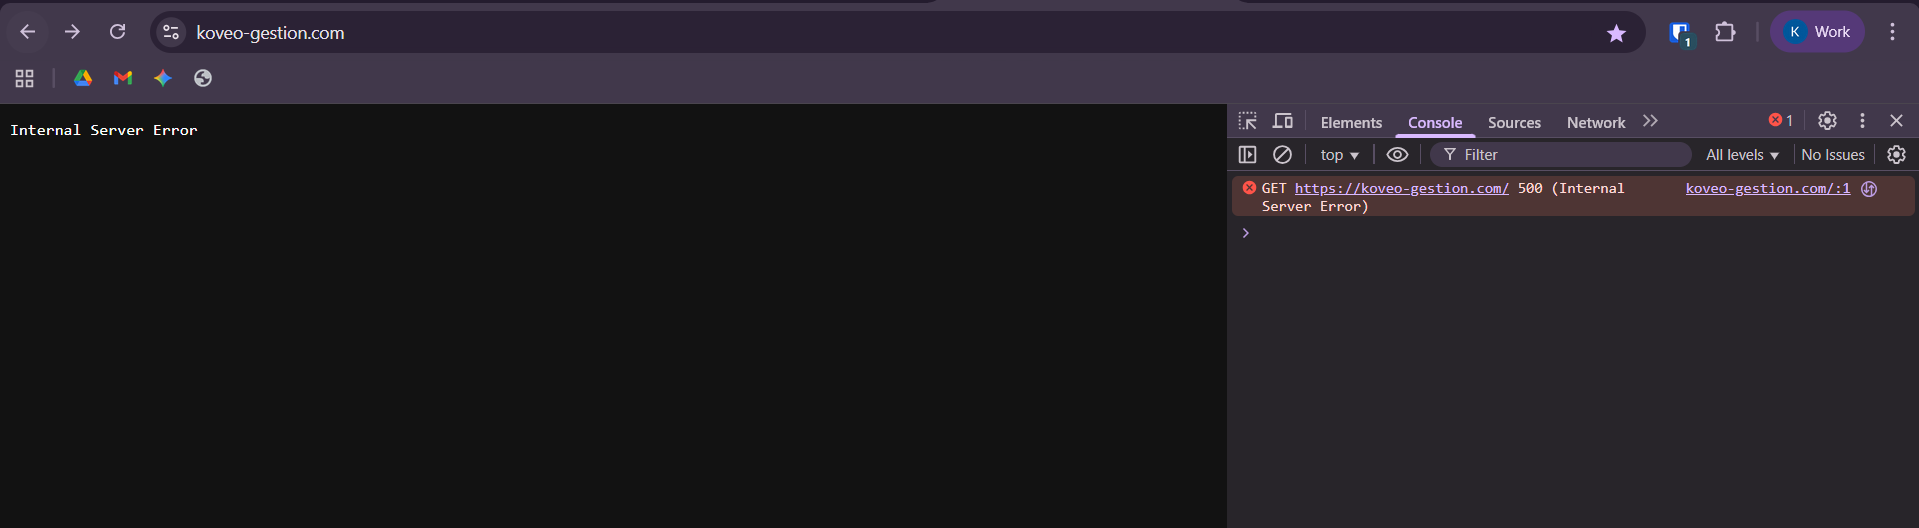 koveo-gestion.com
1
K Work
Internal Server Error
Elements Console Sources Network 1
top Filter All levels No Issues
GET https://koveo-gestion.com/ 500 (Internal koveo-gestion.com/:1
Server Error)